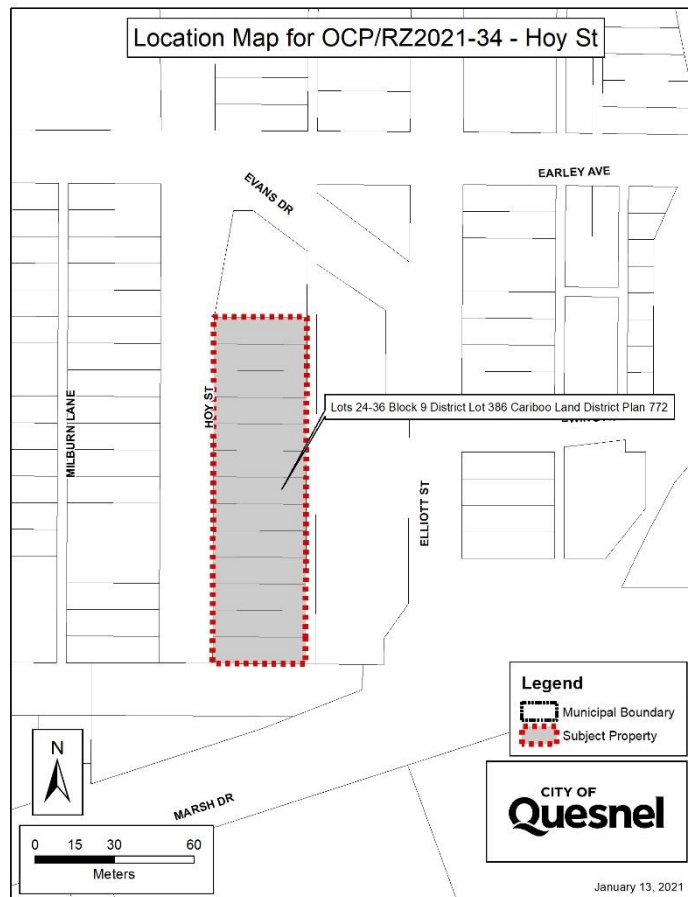 Location Map for OCP/RZ2021-34 - Hoy St
EARLEY AVE
EVANS DR
HOY ST
MILBURN LANE
Lots 24-36 Block 9 District Lot 386 Cariboo Land District Plan 772
ELLIOTT ST
Legend
Municipal Boundary
Subject Property
N
MARSH DR
0 15 30 60
Meters
CITY OF
Quesnel
January 13, 2021